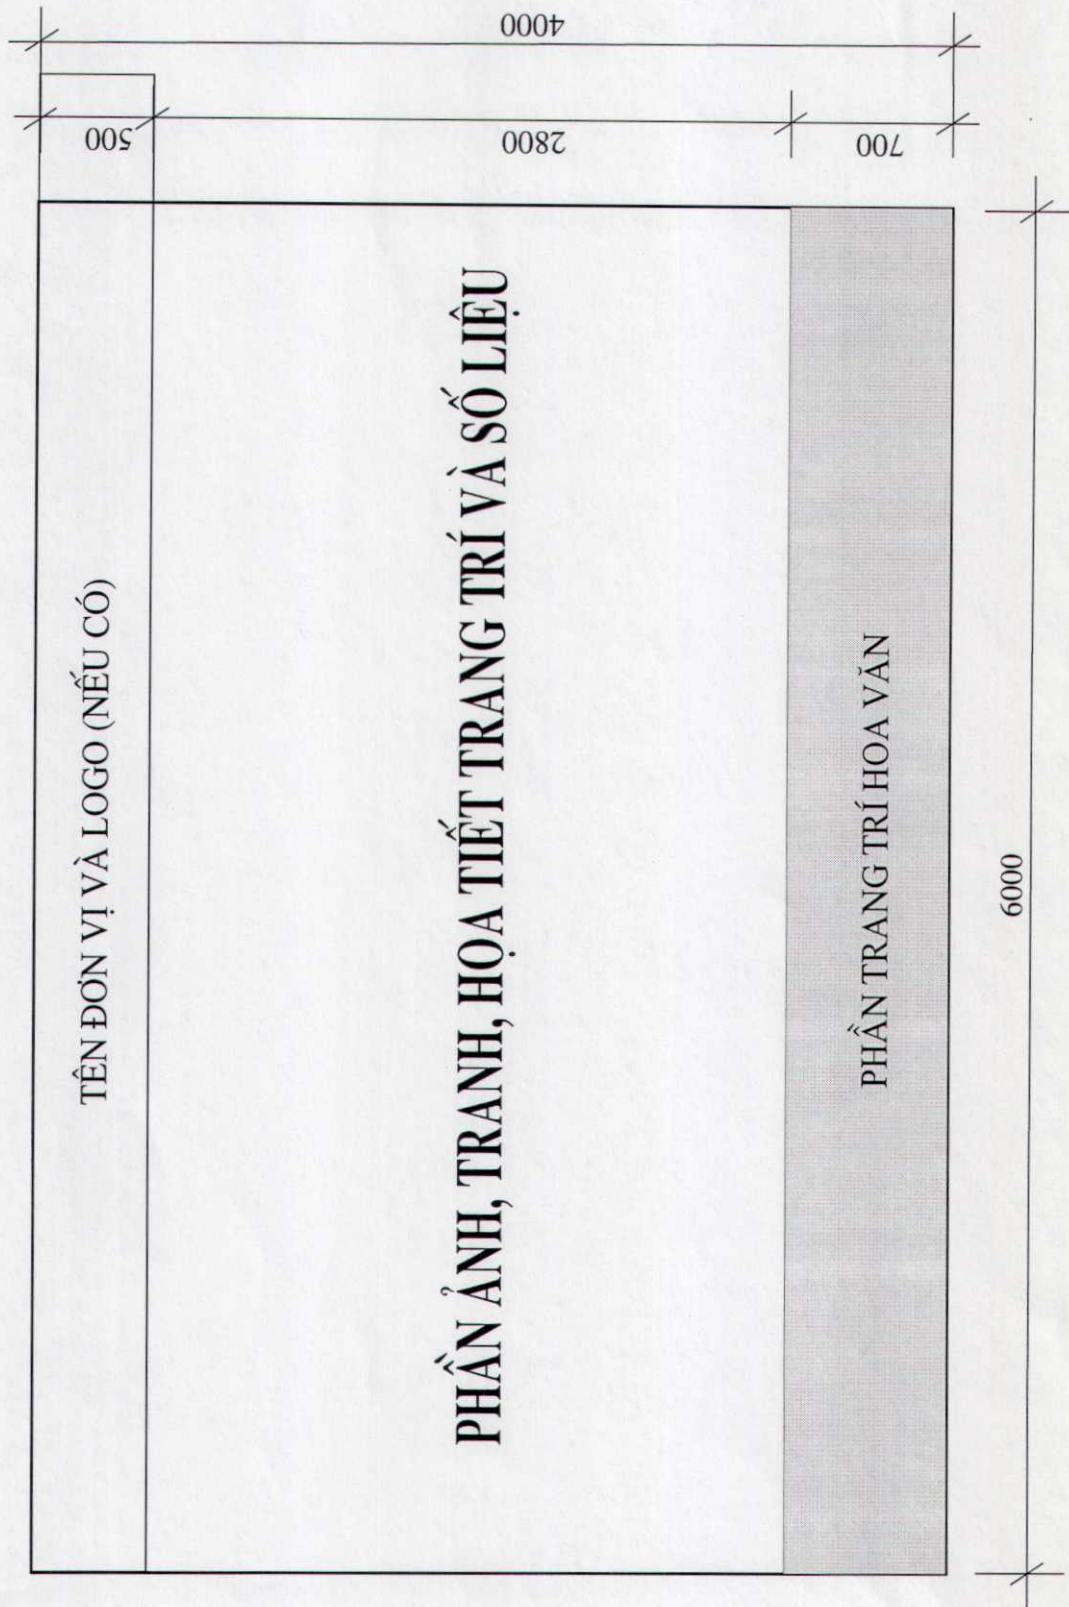 TÊN ĐƠN VỊ VÀ LOGO (NẾU CÓ)
500
4000
PHẦN ẢNH, TRANH, HỌA TIẾT TRANG TRÍ VÀ SỐ LIỆU
2800
PHẦN TRANG TRÍ HOA VĂN
700
6000